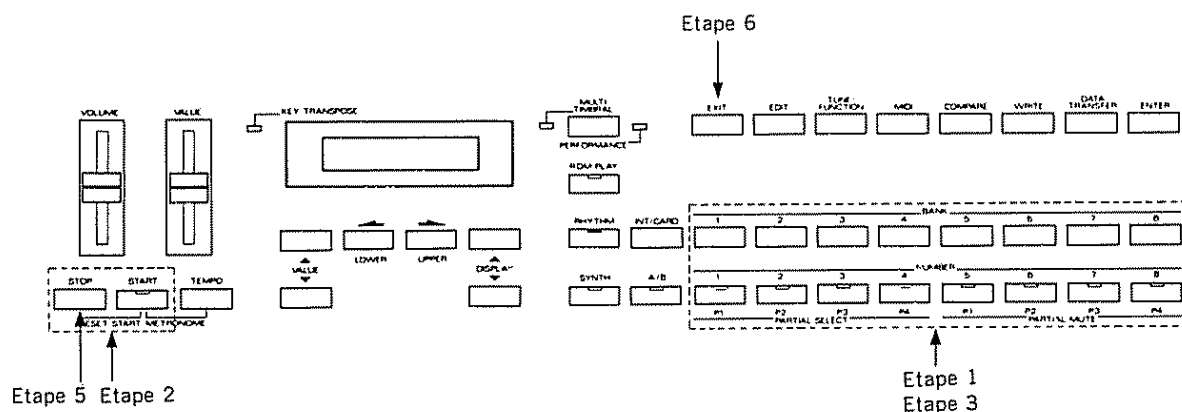 Etape 6
VOLUME VALUE KEY TRANSPOSE MULTI TIMBRAL EXIT EDIT TUNE/FUNCTION MIDI COMPARE WRITE DATA TRANSFER ENTER
PERFORMANCE
ROM PLAY
RHYTHM INT/CARD BANK
1 2 3 4 5 6 7 8
VALUE LOWER UPPER DISPLAY
STOP START TEMPO SYNTH A/B NUMBER
1 2 3 4 5 6 7 8
RESET START METRONOME
P1 P2 P3 P4 P1 P2 P3 P4
PARTIAL SELECT PARTIAL MUTE
Etape 5 Etape 2
Etape 1
Etape 3